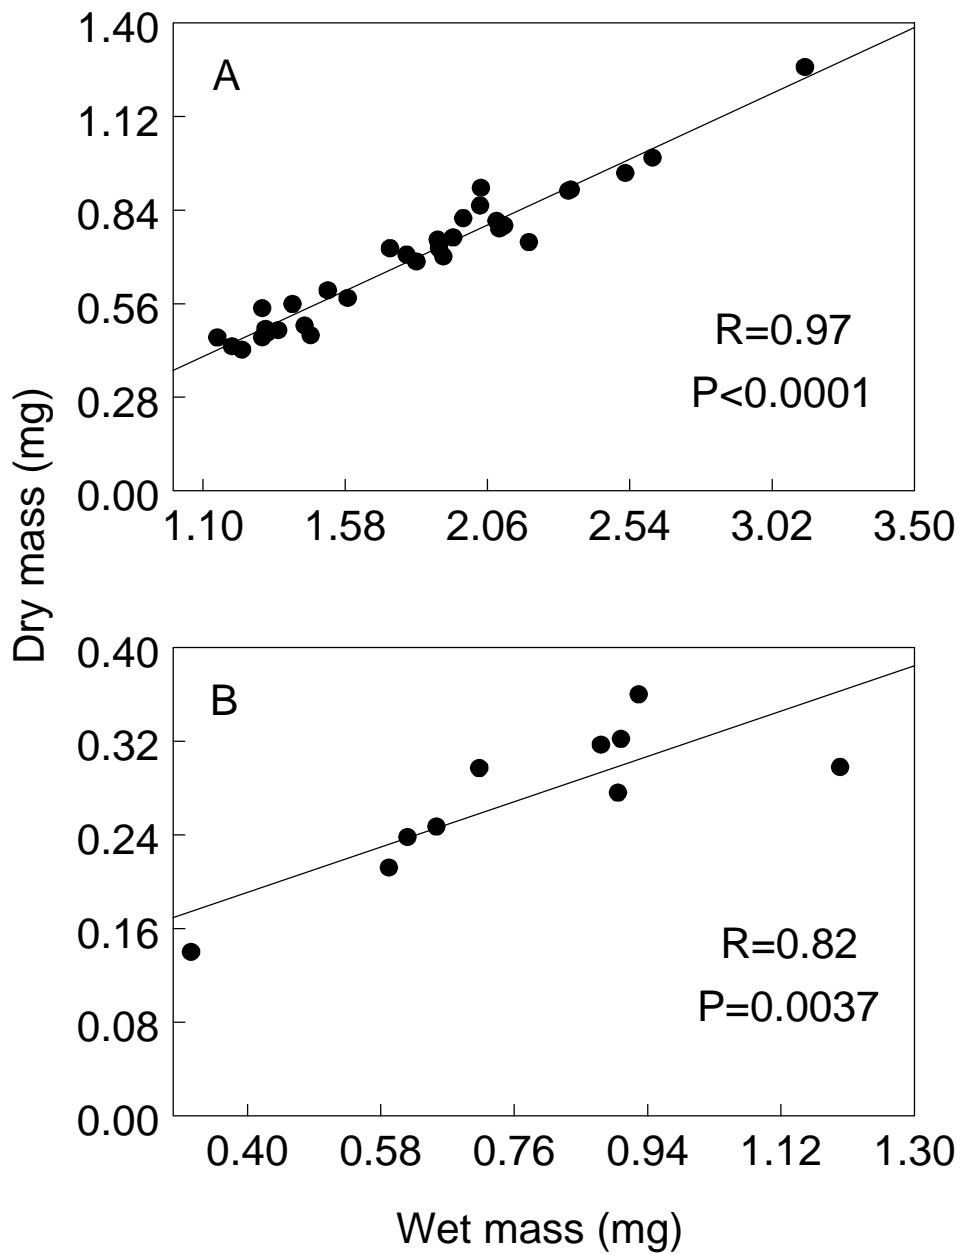 1.40
A
1.12
0.84
0.56
R=0.97
P<0.0001
0.28
0.00
1.10 1.58 2.06 2.54 3.02 3.50
Dry mass (mg)
0.40
B
0.32
0.24
0.16
R=0.82
P=0.0037
0.08
0.00
0.40 0.58 0.76 0.94 1.12 1.30
Wet mass (mg)